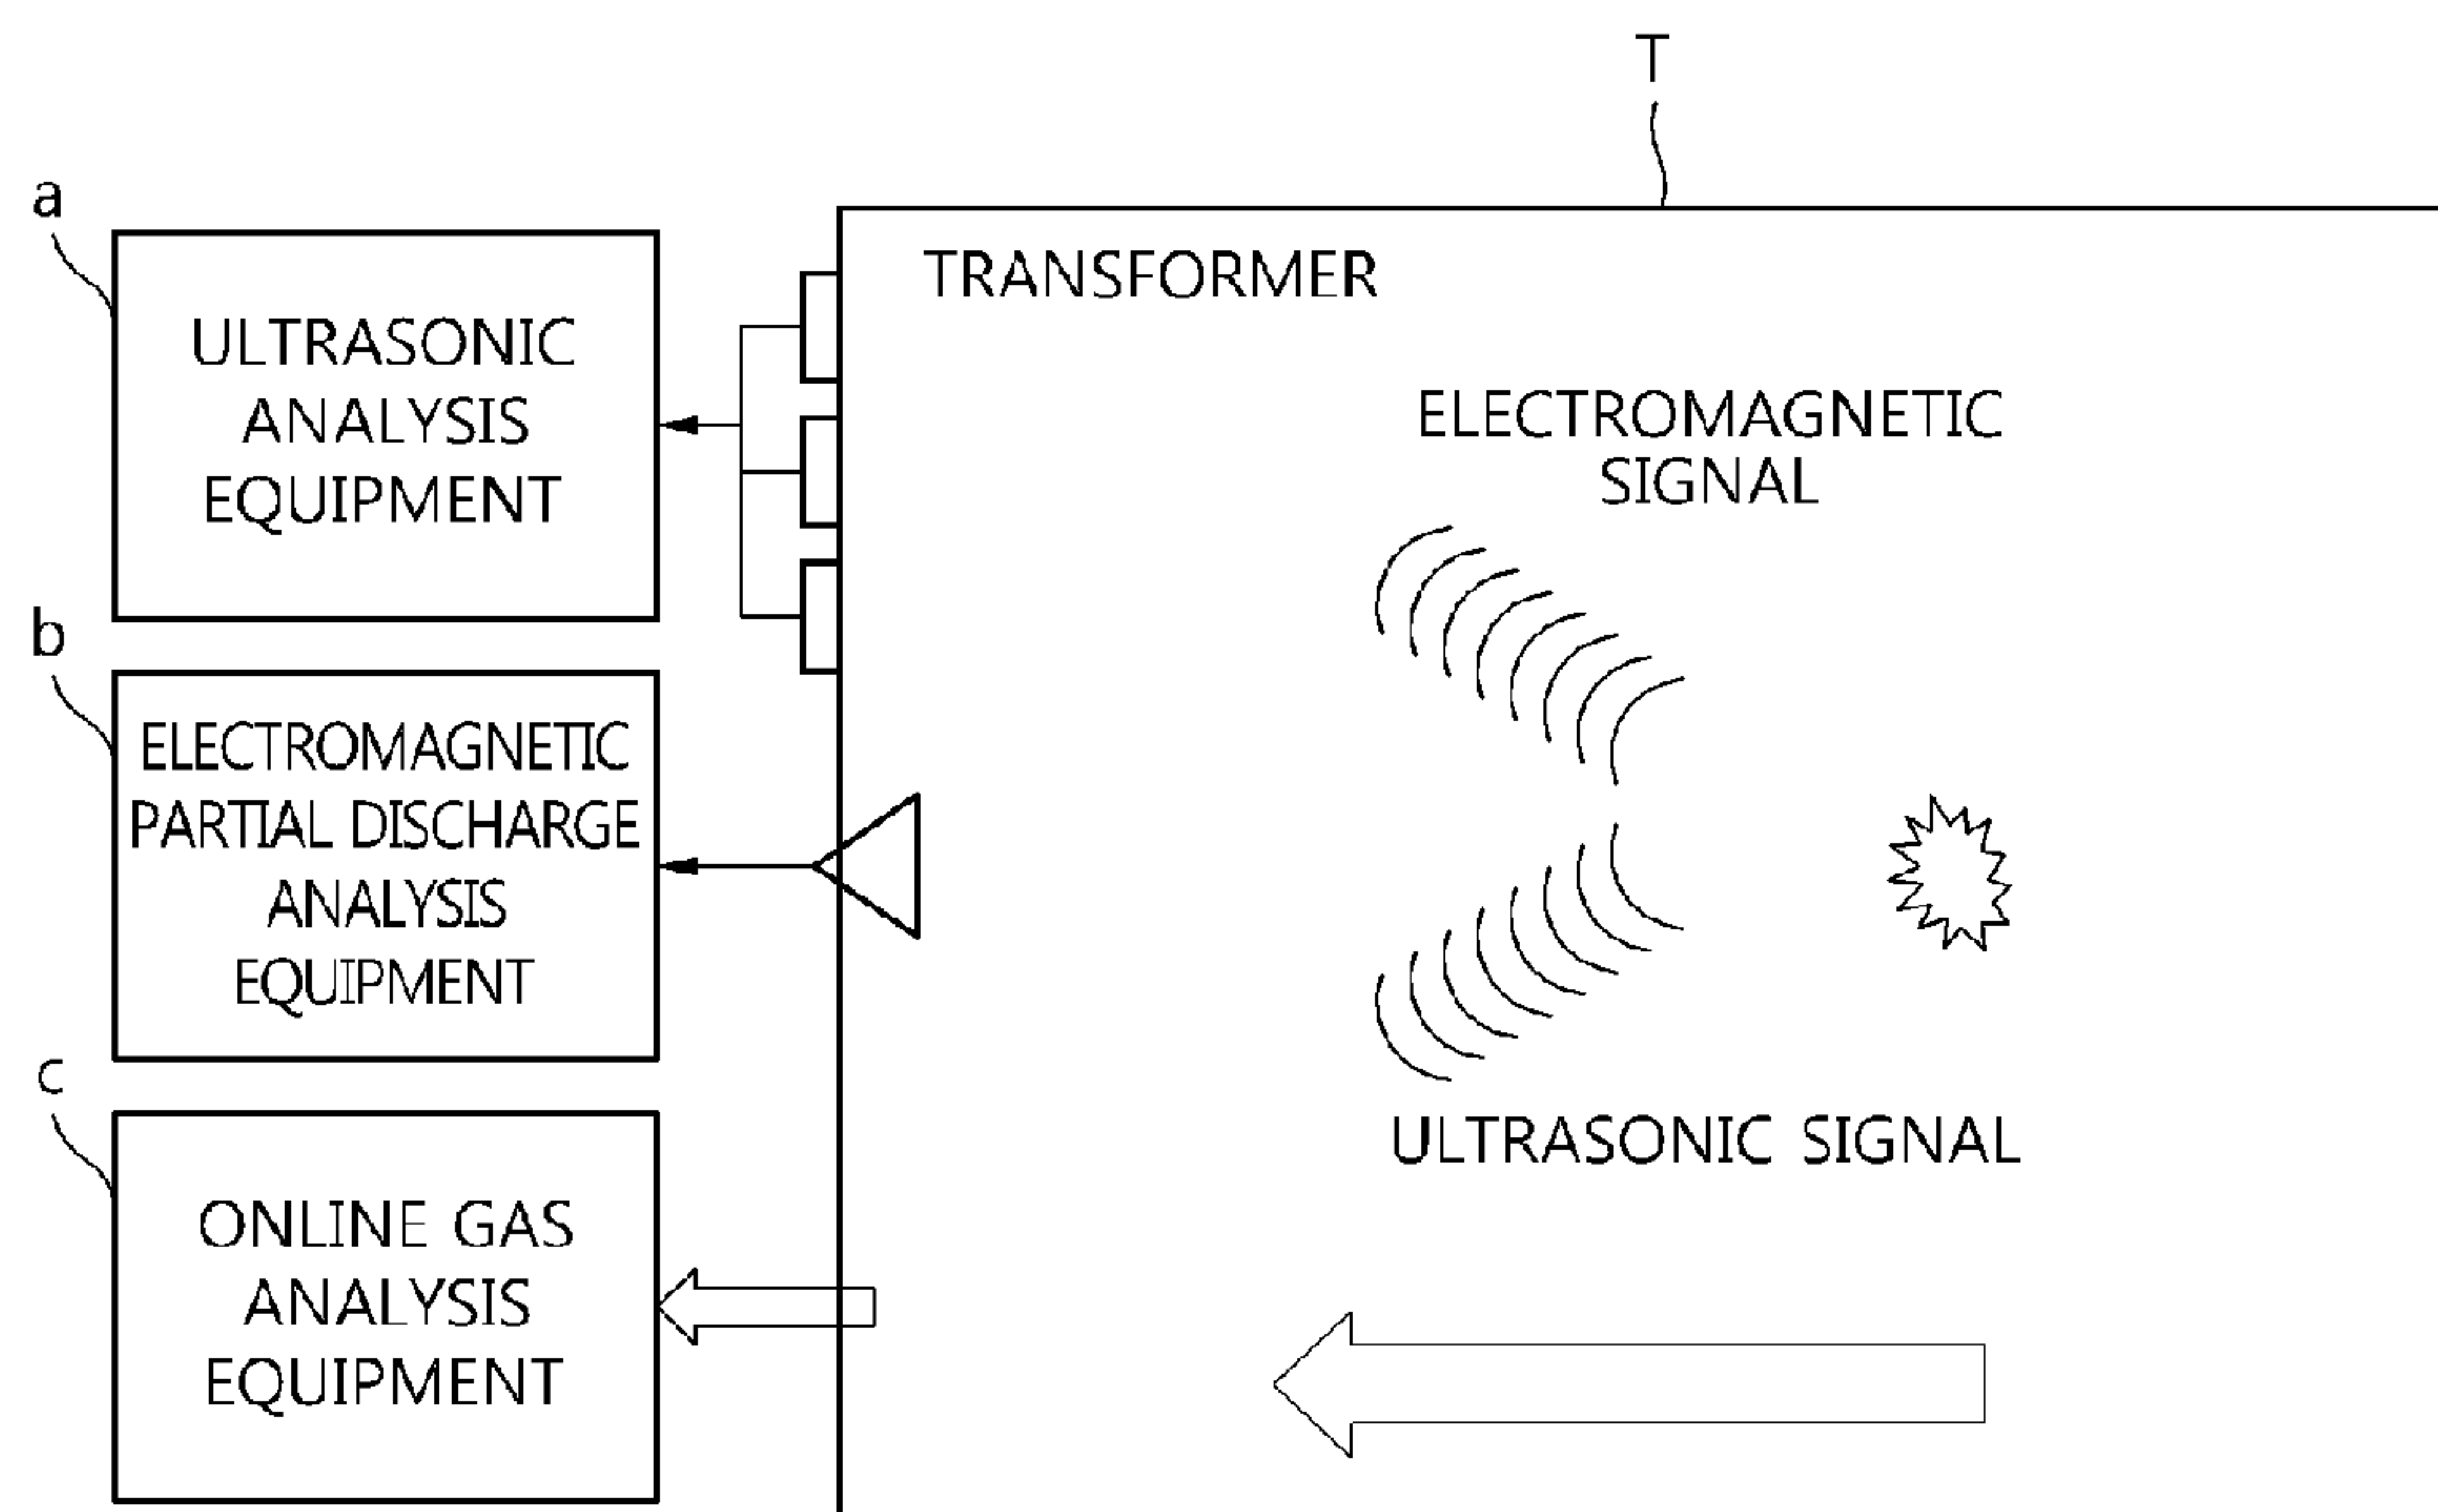 T
a
TRANSFORMER
ULTRASONIC
ANALYSIS
EQUIPMENT
ELECTROMAGNETIC
SIGNAL
b
ELECTROMAGNETIC
PARTIAL DISCHARGE
ANALYSIS
EQUIPMENT
c
ULTRASONIC SIGNAL
ONLINE GAS
ANALYSIS
EQUIPMENT